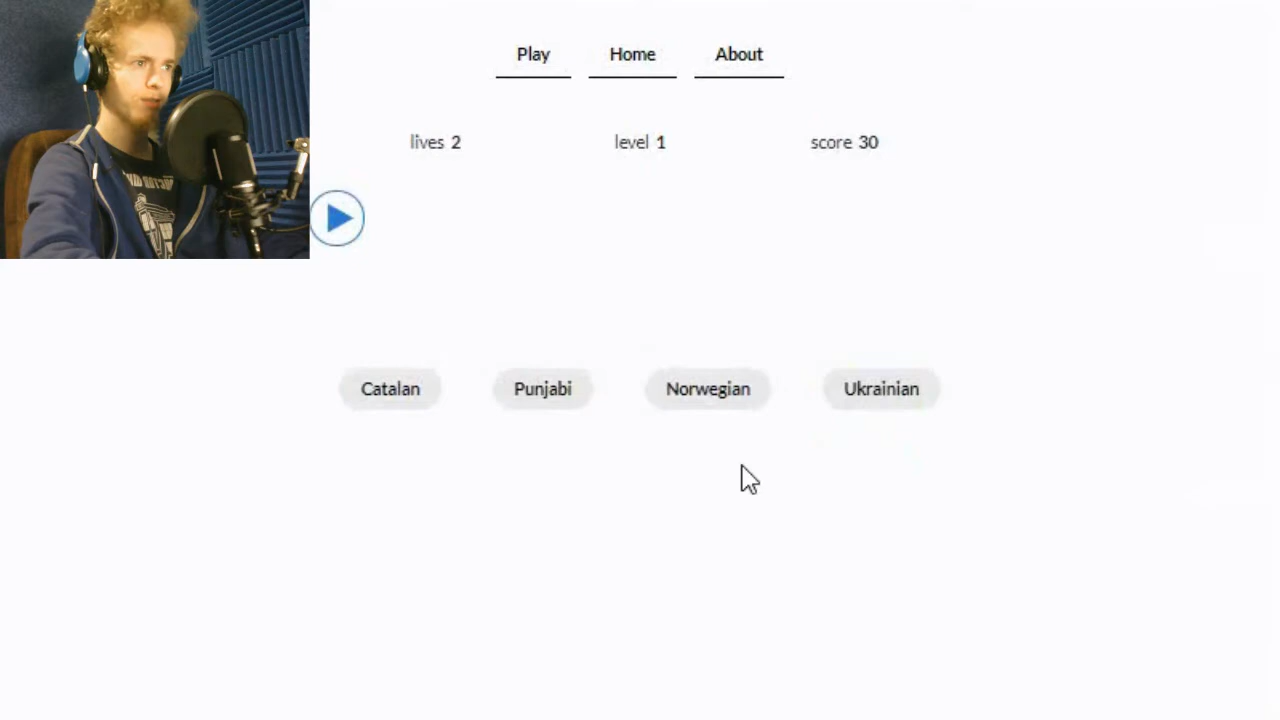 Play Home About
lives 2 level 1 score 30
Catalan Punjabi Norwegian Ukrainian